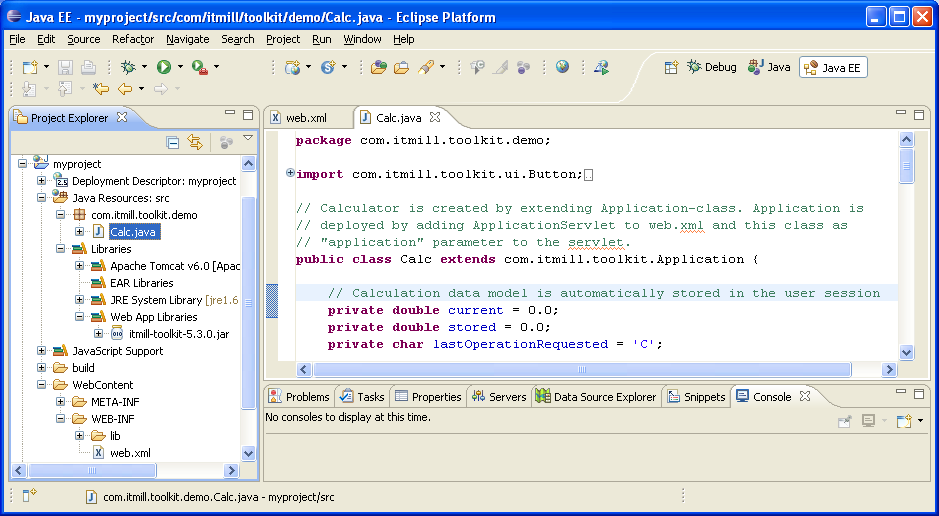 Java EE - myproject/src/com/itmill/toolkit/demo/Calc.java - Eclipse Platform
File Edit Source Refactor Navigate Search Project Run Window Help
Debug Java Java EE
Project Explorer
myproject
Deployment Descriptor: myproject
Java Resources: src
com.itmill.toolkit.demo
Calc.java
Libraries
Apache Tomcat v6.0 [Apac
EAR Libraries
JRE System Library [jre1.6
Web App Libraries
itmill-toolkit-5.3.0.jar
JavaScript Support
build
WebContent
META-INF
WEB-INF
lib
web.xml
web.xml Calc.java
package com.itmill.toolkit.demo;
import com.itmill.toolkit.ui.Button;
// Calculator is created by extending Application-class. Application is
// deployed by adding ApplicationServlet to web.xml and this class as
// "application" parameter to the servlet.
public class Calc extends com.itmill.toolkit.Application {
// Calculation data model is automatically stored in the user session
private double current = 0.0;
private double stored = 0.0;
private char lastOperationRequested = 'C';
Problems Tasks Properties Servers Data Source Explorer Snippets Console
No consoles to display at this time.
com.itmill.toolkit.demo.Calc.java - myproject/src